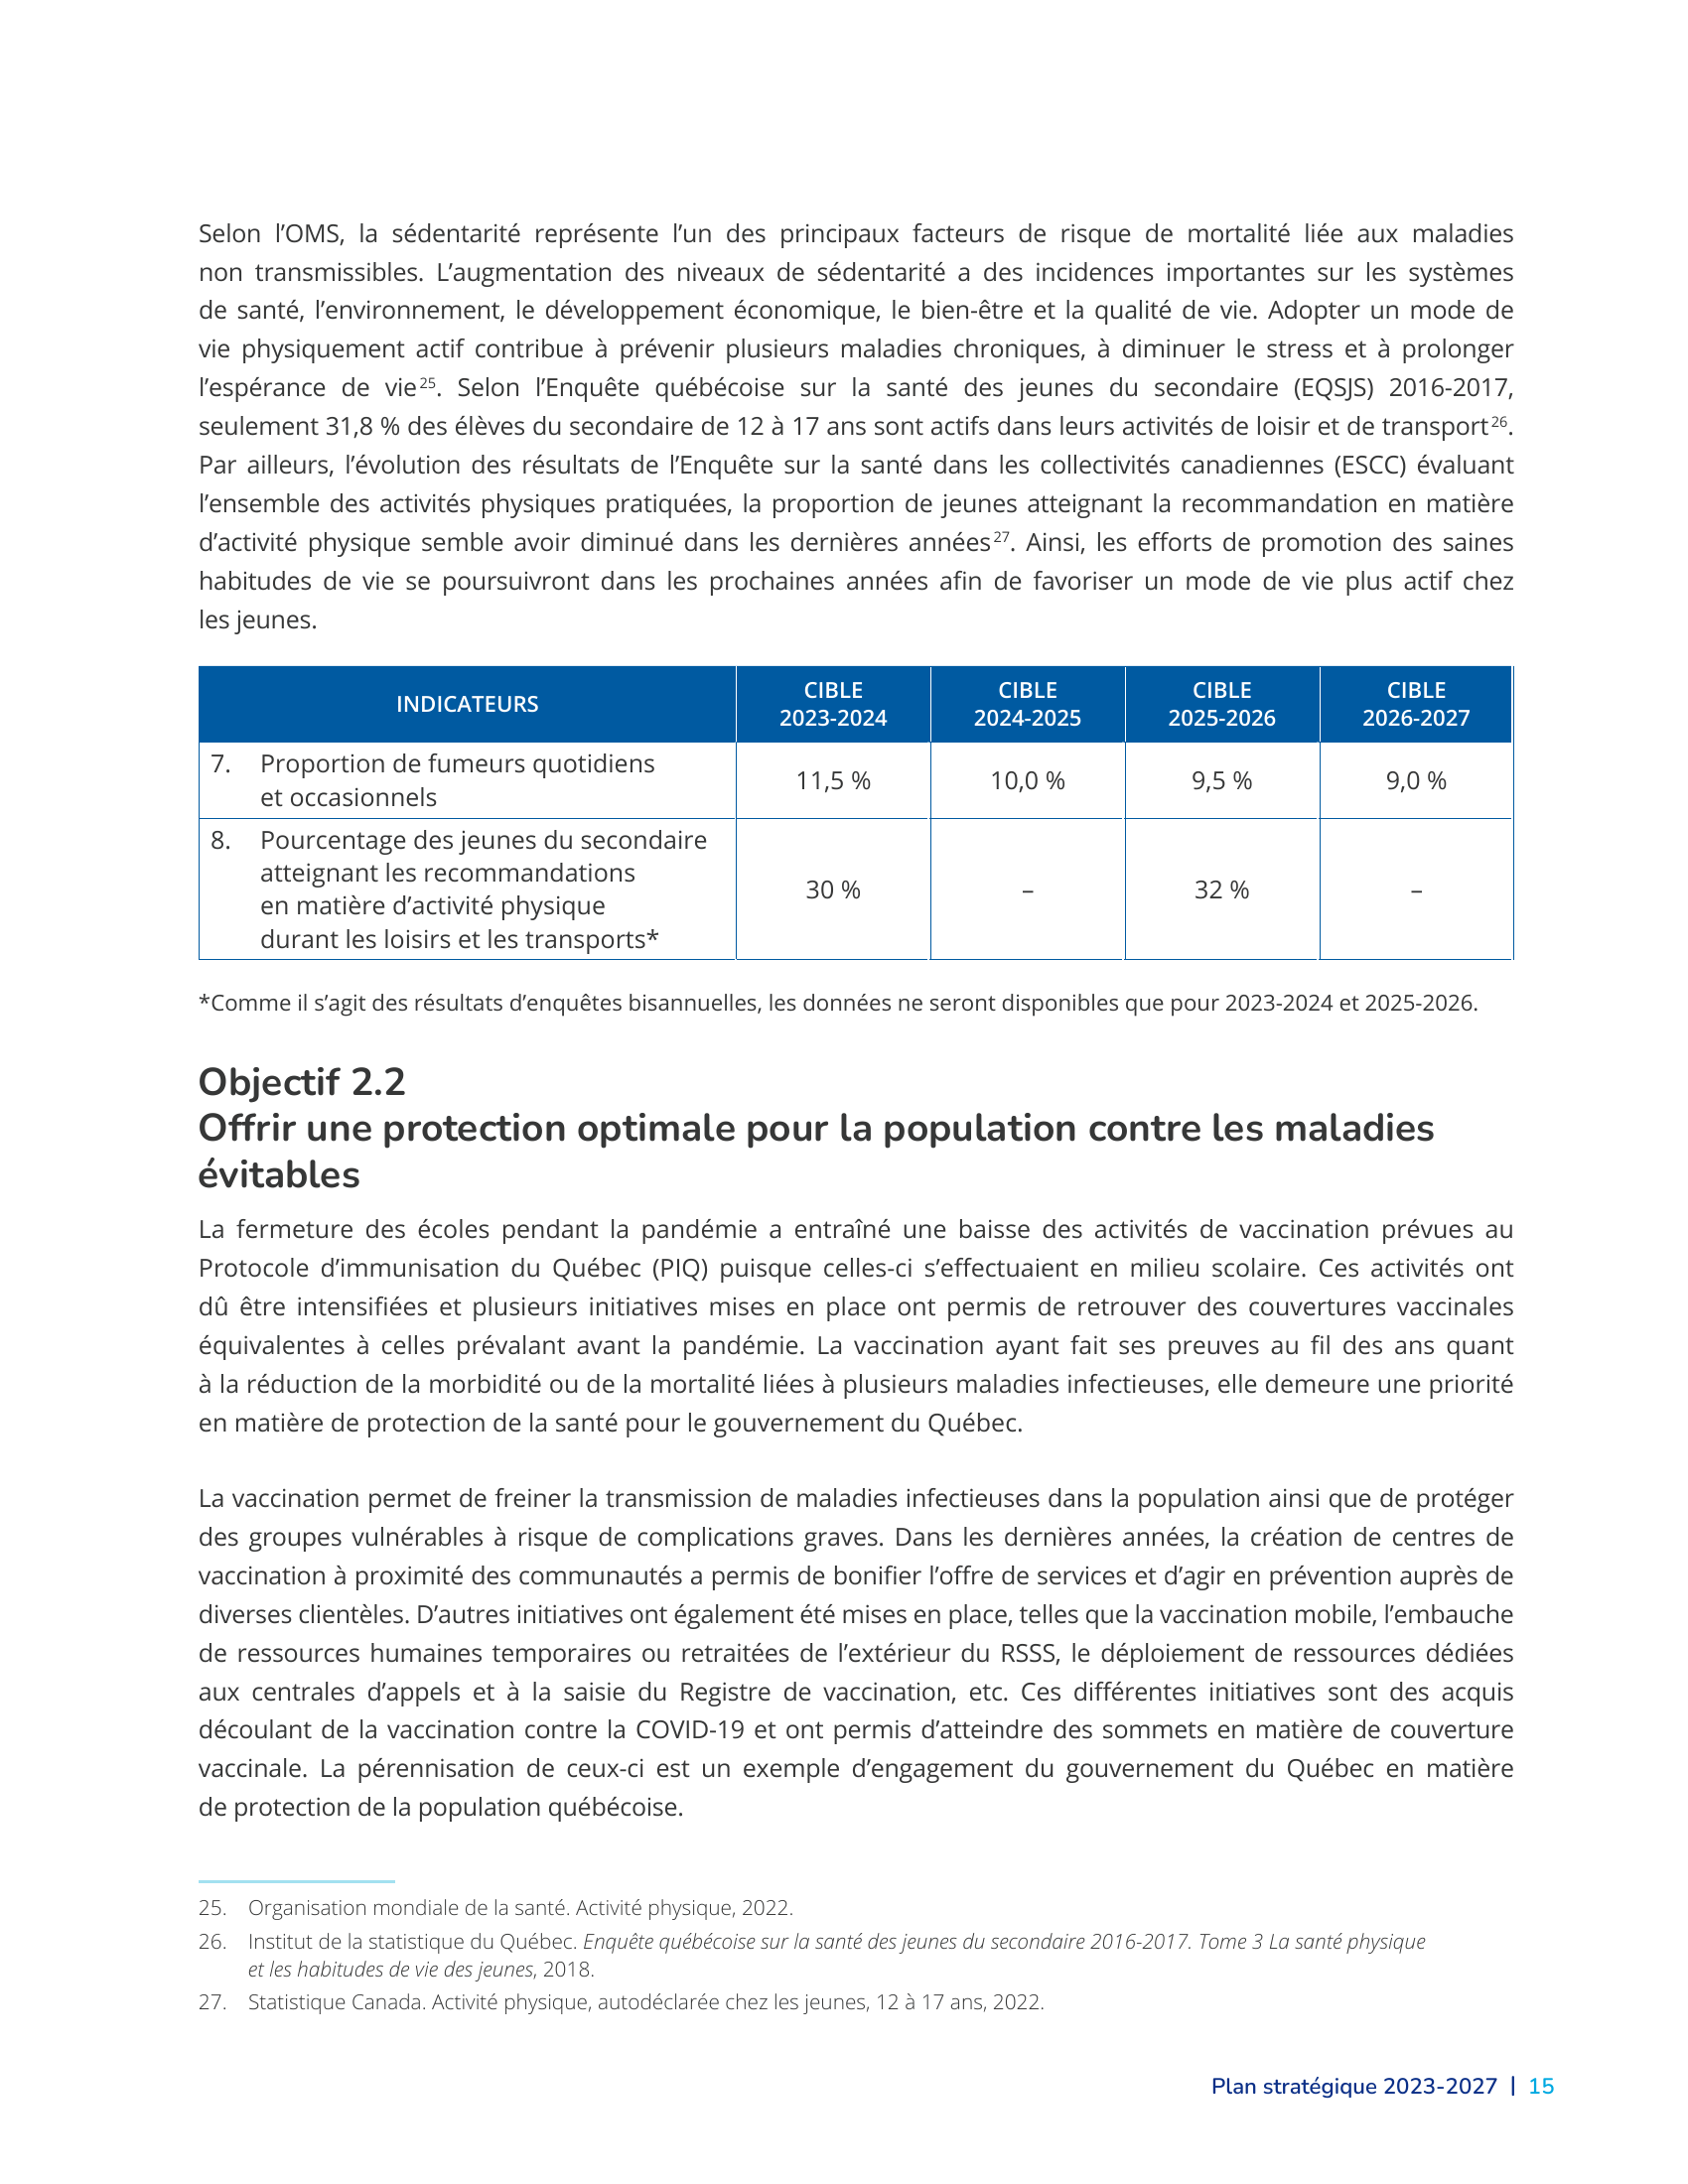 Selon l’OMS, la sédentarité représente l’un des principaux facteurs de risque de mortalité liée aux maladies
non transmissibles. L’augmentation des niveaux de sédentarité a des incidences importantes sur les systèmes
de santé, l’environnement, le développement économique, le bien-être et la qualité de vie. Adopter un mode de
vie physiquement actif contribue à prévenir plusieurs maladies chroniques, à diminuer le stress et à prolonger
l’espérance de vie 25. Selon l’Enquête québécoise sur la santé des jeunes du secondaire (EQSJS) 2016-2017,
seulement 31,8 % des élèves du secondaire de 12 à 17 ans sont actifs dans leurs activités de loisir et de transport 26.
Par ailleurs, l’évolution des résultats de l’Enquête sur la santé dans les collectivités canadiennes (ESCC) évaluant
l’ensemble des activités physiques pratiquées, la proportion de jeunes atteignant la recommandation en matière
d’activité physique semble avoir diminué dans les dernières années 27. Ainsi, les efforts de promotion des saines
habitudes de vie se poursuivront dans les prochaines années afin de favoriser un mode de vie plus actif chez
les jeunes.
INDICATEURS
CIBLE
2023-2024
CIBLE
2024-2025
CIBLE
2025-2026
CIBLE
2026-2027
7. Proportion de fumeurs quotidiens
et occasionnels
11,5 %
10,0 %
9,5 %
9,0 %
8. Pourcentage des jeunes du secondaire
atteignant les recommandations
en matière d’activité physique
durant les loisirs et les transports*
30 %
–
32 %
–
*Comme il s’agit des résultats d’enquêtes bisannuelles, les données ne seront disponibles que pour 2023-2024 et 2025-2026.
Objectif 2.2
Offrir une protection optimale pour la population contre les maladies
évitables
La fermeture des écoles pendant la pandémie a entraîné une baisse des activités de vaccination prévues au
Protocole d’immunisation du Québec (PIQ) puisque celles-ci s’effectuaient en milieu scolaire. Ces activités ont
dû être intensifiées et plusieurs initiatives mises en place ont permis de retrouver des couvertures vaccinales
équivalentes à celles prévalant avant la pandémie. La vaccination ayant fait ses preuves au fil des ans quant
à la réduction de la morbidité ou de la mortalité liées à plusieurs maladies infectieuses, elle demeure une priorité
en matière de protection de la santé pour le gouvernement du Québec.
La vaccination permet de freiner la transmission de maladies infectieuses dans la population ainsi que de protéger
des groupes vulnérables à risque de complications graves. Dans les dernières années, la création de centres de
vaccination à proximité des communautés a permis de bonifier l’offre de services et d’agir en prévention auprès de
diverses clientèles. D’autres initiatives ont également été mises en place, telles que la vaccination mobile, l’embauche
de ressources humaines temporaires ou retraitées de l’extérieur du RSSS, le déploiement de ressources dédiées
aux centrales d’appels et à la saisie du Registre de vaccination, etc. Ces différentes initiatives sont des acquis
découlant de la vaccination contre la COVID-19 et ont permis d’atteindre des sommets en matière de couverture
vaccinale. La pérennisation de ceux-ci est un exemple d’engagement du gouvernement du Québec en matière
de protection de la population québécoise.
25. Organisation mondiale de la santé. Activité physique, 2022.
26. Institut de la statistique du Québec. Enquête québécoise sur la santé des jeunes du secondaire 2016-2017. Tome 3 La santé physique
et les habitudes de vie des jeunes, 2018.
27. Statistique Canada. Activité physique, autodéclarée chez les jeunes, 12 à 17 ans, 2022.
Plan stratégique 2023-2027 | 15